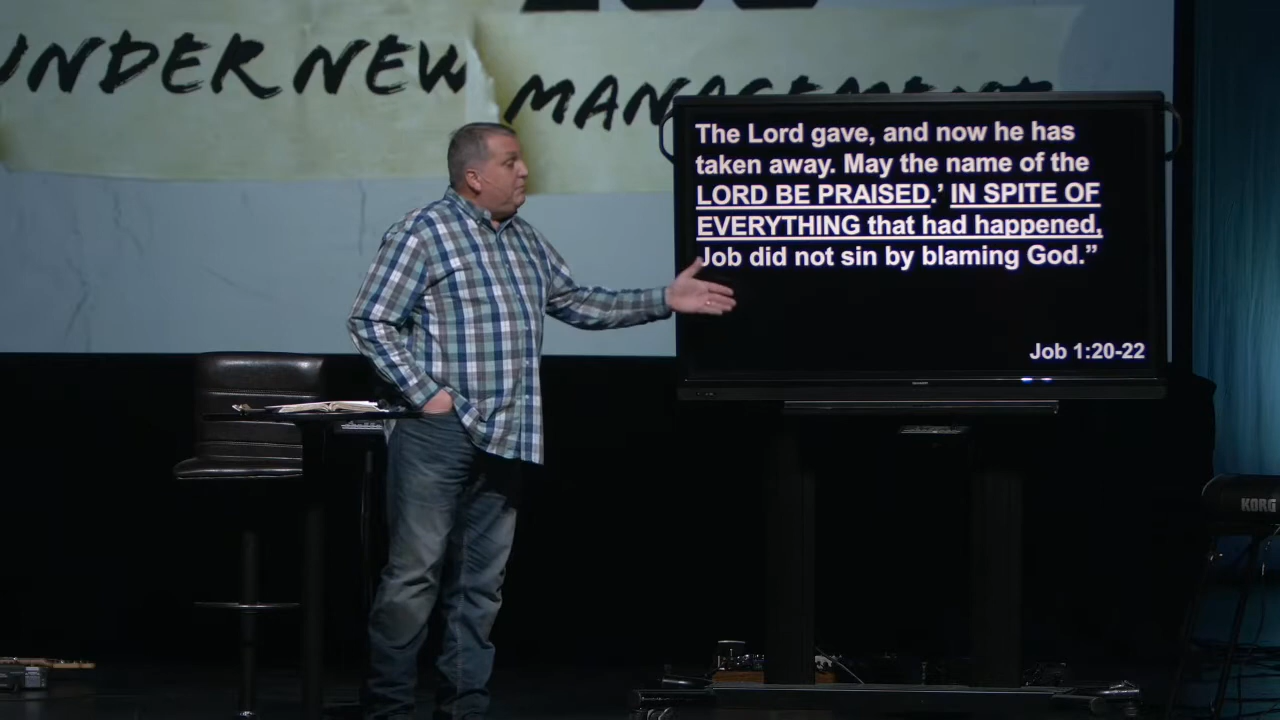 UNDER NEW
MANAGEMENT
The Lord gave, and now he has
taken away. May the name of the
LORD BE PRAISED.’ IN SPITE OF
EVERYTHING that had happened,
Job did not sin by blaming God.”
Job 1:20-22
SHARP
KORG